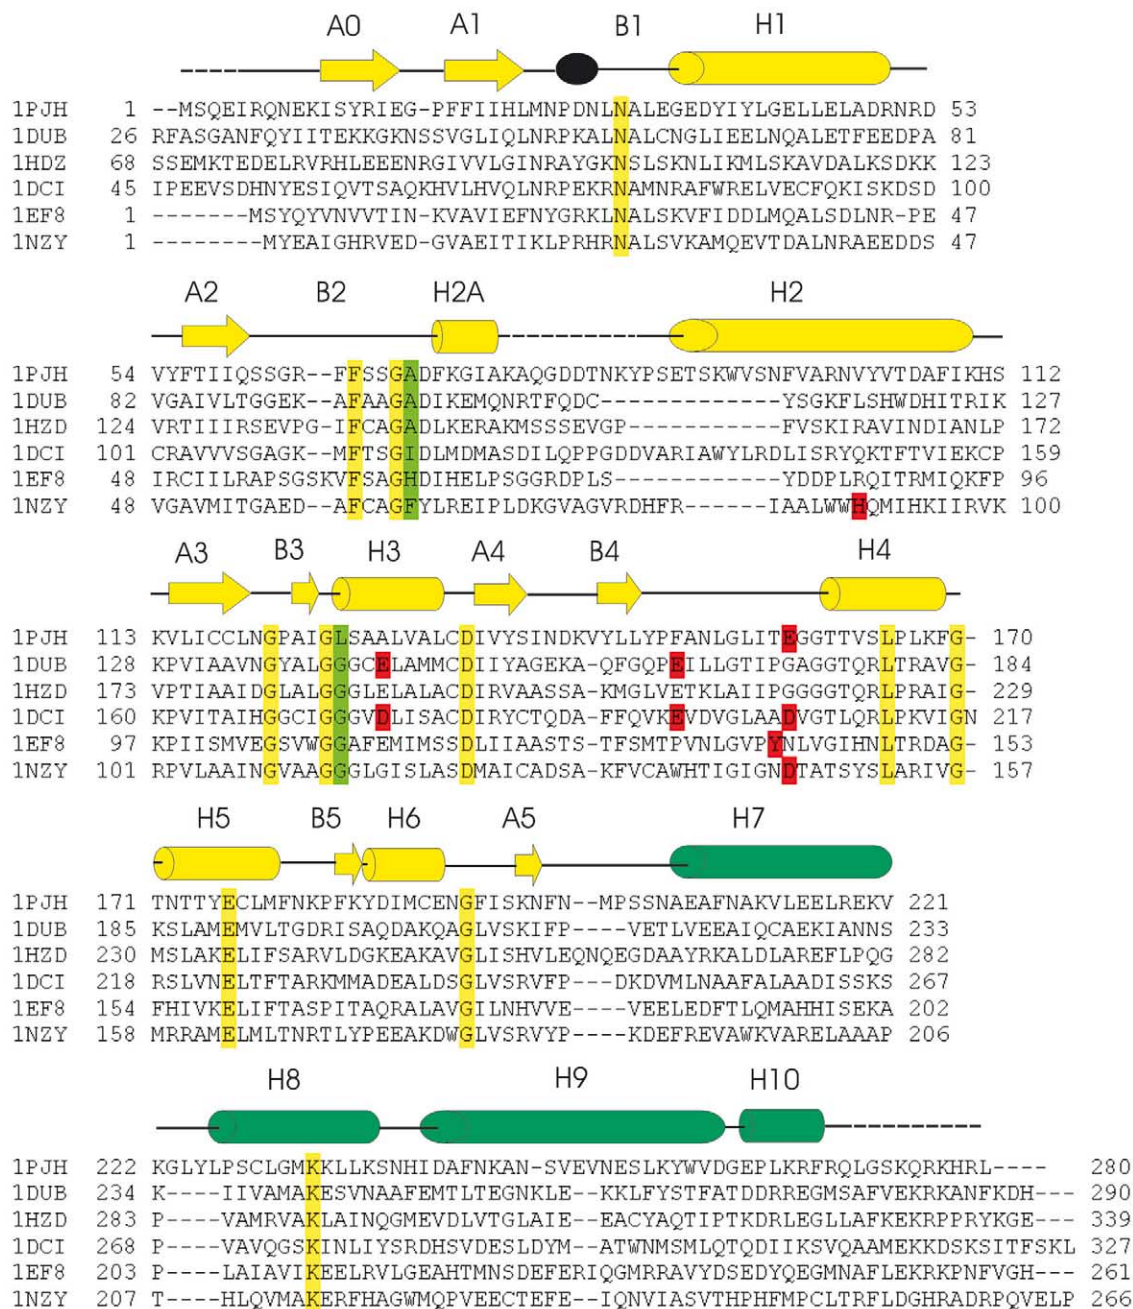 A0 A1 B1 H1
1PJH 1 --MSQEIRQNEKISYRIEG-PFFIIHLMNPDNLNALEGEDYIYLGELLELADRNRD 53
1DUB 26 RFASGANFQYIITEKKGKNSSVGLIQLNRPKALNALCNGLIEELNQALETFEEDPA 81
1HDZ 68 SSEMKTEDELRVRHLEEENRGIVVLGINRAYGKNSLSKNLIKMLSKAVDALKSDKK 123
1DCI 45 IPEEVSDHNYESIQVTSAQKHVLHVQLNRPEKRNAMNRAFWRELVECFQKISKDSD 100
1EF8 1 -------MSYQYVNVVTIN-KVAVIEFNYGRKLNALSKVFIDDLMQALSDLNR-PE 47
1NZY 1 --------MYEAIGHRVED-GVAEITIKLPRHRNALSVKAMQEVTDALNRAEEDDS 47
A2 B2 H2A H2
1PJH 54 VYFTIIQSSGR--FFSSGADFKGIAKAQGDDTNKYPSETSKWVSNFVARNVYVTDAFIKHS 112
1DUB 82 VGAIVLTGGEK--AFAAGADIKEMQNRTFQDC-------------YSGKFLSHWDHITRIK 127
1HZD 124 VRTIIIRSEVPG-IFCAGADLKERAKMSSSEVGP-----------FVSKIRAVINDIANLP 172
1DCI 101 CRAVVVSGAGK--MFTSGIDLMDMASDILQPPGDDVARIAWYLRDLISRYQKTFTVIEKCP 159
1EF8 48 IRCIILRAPSGSKVFSAGHDIHELPSGGRDPLS------------YDDPLRQITRMIQKFP 96
1NZY 48 VGAVMITGAED--AFCAGFYLREIPLDKGVAGVRDHFR-------IAALWWHQMIHKIIRVK 100
A3 B3 H3 A4 B4 H4
1PJH 113 KVLICCLNGPAIGLSAALVALCDIVYSINDKVYLLYPFANLGLITEGGTTVSLPLKFG- 170
1DUB 128 KPVIAAVNGYALGGGCELAMMCDIIYAGEKA-QFGQPEILLGTIPGAGGTQRLTRAVG- 184
1HZD 173 VPTIAAIDGLALGGGLELALACDIRVAASSA-KMGLVETKLAIIPGGGGTQRLPRAIG- 229
1DCI 160 KPVITAIHGGCIGGGVDLISACDIRYCTQDA-FFQVKEVDVGLAADVGTLQRLPKVIGN 217
1EF8 97 KPIISMVEGSVWGGAFEMIMSSDLIIAASTS-TFSMTPVNLGVPYNLVGIHNLTRDAG- 153
1NZY 101 RPVLAAINGVAAGGGLGISLASDMAICADSA-KFVCAWHTIGIGNDTATSYSLARIVG- 157
H5 B5 H6 A5 H7
1PJH 171 TNTTYECLMFNKPFKYDIMCENGFISKNFN--MPSSNAEAFNAKVLEELREKV 221
1DUB 185 KSLAMEMVLTGDRISAQDAKQAGLVSKIFP----VETLVEEAIQCAEKIANNS 233
1HZD 230 MSLAKELIFSARVLDGKEAKAVGLISHVLEQNQEGDAAYRKALDLAREFLPQG 282
1DCI 218 RSLVNELTFTARKMMADEALDSGLVSRVFP----DKDVMLNAAFALAADISSKS 267
1EF8 154 FHIVKELIFTASPITAQRALAVGILNHVVE----VEELEDFTLQMAHHISEKA 202
1NZY 158 MRRAMELMLTNRTLYPEEAKDWGLVSRVYP----KDEFREVAWKVARELAAAP 206
H8 H9 H10
1PJH 222 KGLYLPSCLGMKKLLKSNHIDAFNKAN-SVEVNESLKYWVDGEPLKRFRQLGSKQRKHRL---- 280
1DUB 234 K----IIVAMAKESVNAAFEMTLTEGNKLE--KKLFYSTFATDDRREGMSAFVEKRKANFKDH--- 290
1HZD 283 P----VAMRVAKLAINQGMEVDLVTGLAIE--EACYAQTIPTKDRLEGLLAFKEKRPPRYKGE--- 339
1DCI 268 P----VAVQGSKINLIYSRDHSVDESLDYM--ATWNMSMLQTQDIIKSVQAAMEKKDSKSITFSKL 327
1EF8 203 P----LAIAVIKEELRVLGEAHTMNSDEFERIQGMRRAVYDSEDYQEGMNAFLEKRKPNFVGH--- 261
1NZY 207 T----HLQVMAKERFHAGWMQPVEECTEFE--IQNVIASVTHPHFMPCLTRFLDGHRADRPQVELP 266